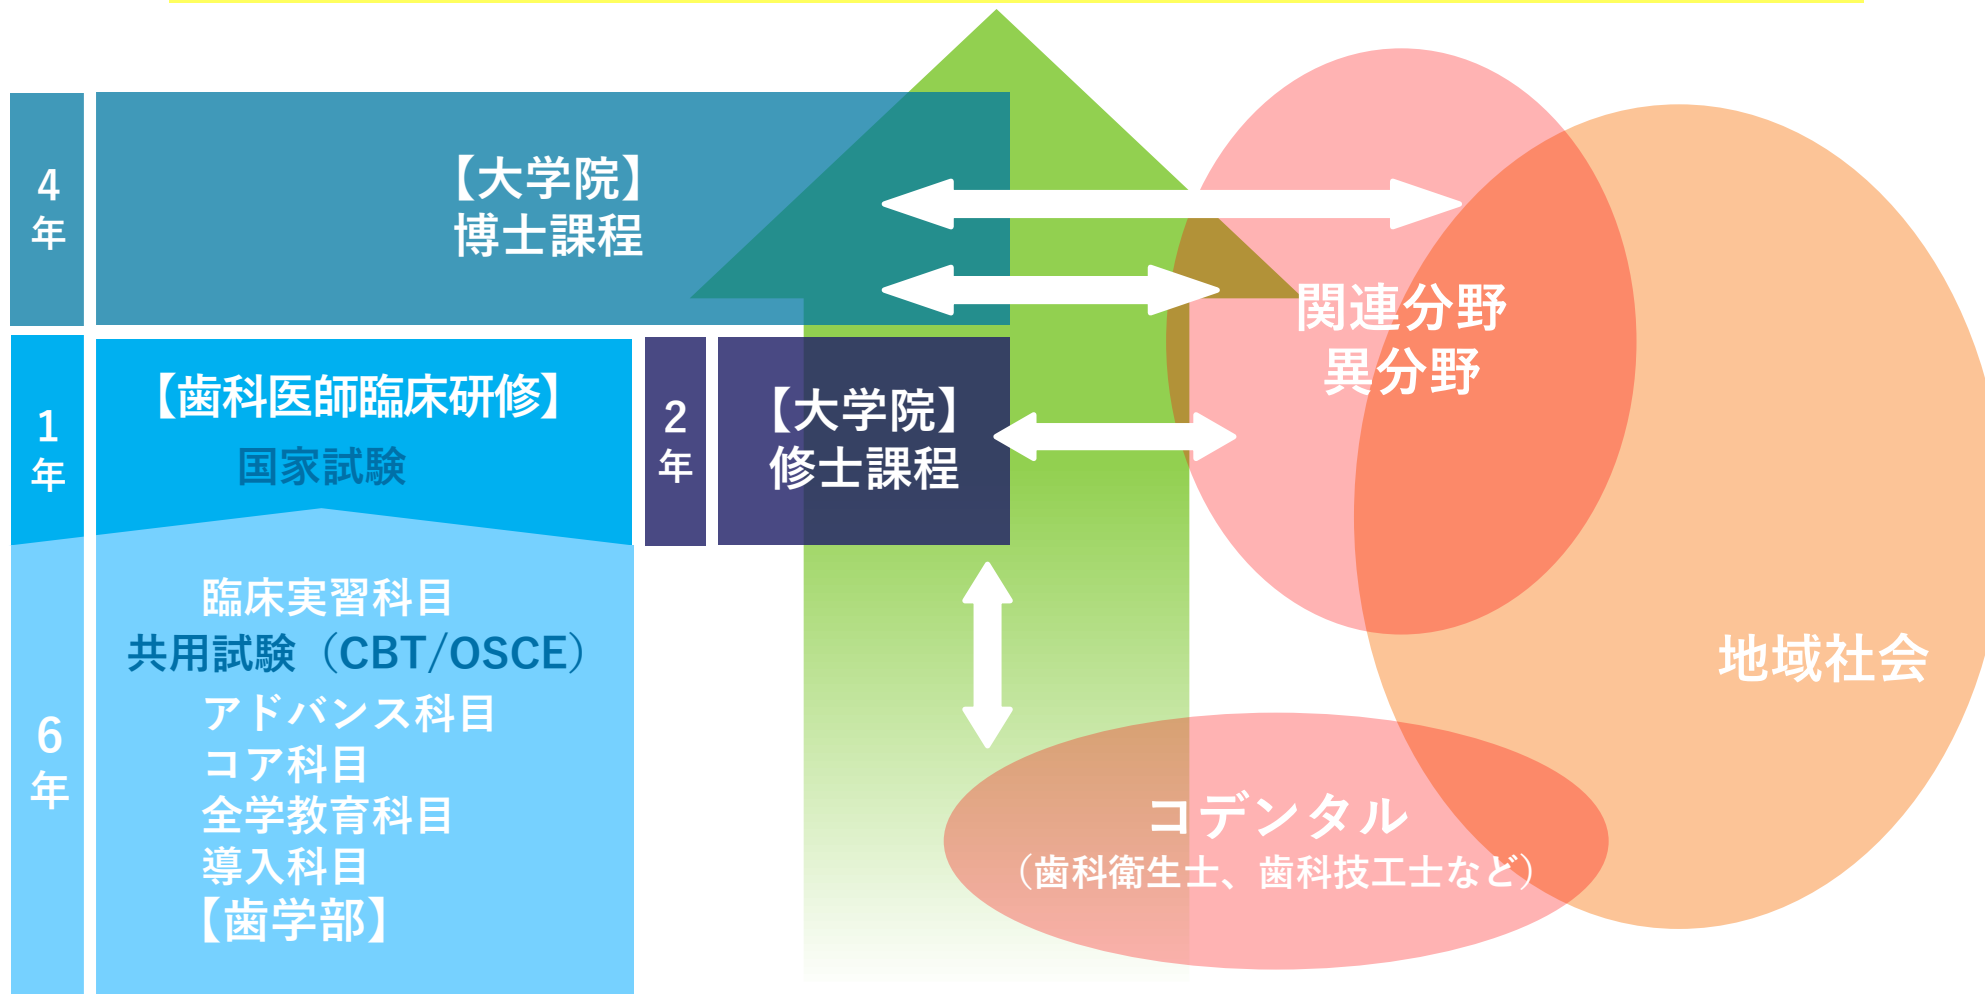 4
年
【大学院】
博士課程
1
年
【歯科医師臨床研修】
国家試験
2
年
【大学院】
修士課程
関連分野
異分野
6
年
臨床実習科目
共用試験（CBT/OSCE）
アドバンス科目
コア科目
全学教育科目
導入科目
【歯学部】
地域社会
コデンタル
（歯科衛生士、歯科技工士など）